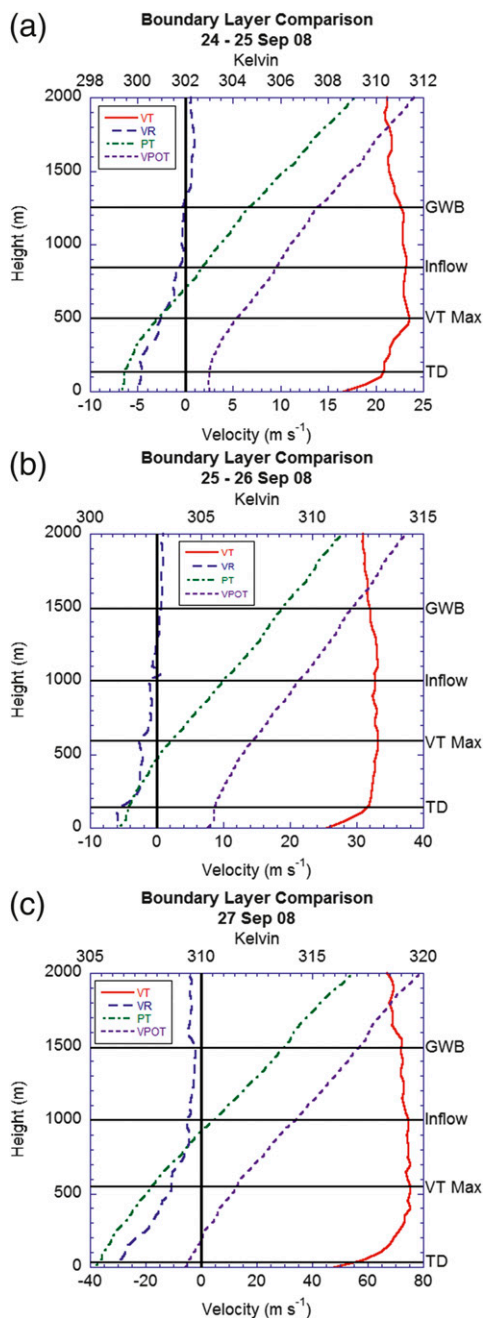 (a)
Boundary Layer Comparison
24 - 25 Sep 08
Kelvin
298 300 302 304 306 308 310 312
2000
1500
1000
500
0
Height (m)
VT
VR
PT
VPOT
GWB
Inflow
VT Max
TD
-10 -5 0 5 10 15 20 25
Velocity (m s⁻¹)
(b)
Boundary Layer Comparison
25 - 26 Sep 08
Kelvin
300 305 310 315
2000
1500
1000
500
0
Height (m)
VT
VR
PT
VPOT
GWB
Inflow
VT Max
TD
-10 0 10 20 30 40
Velocity (m s⁻¹)
(c)
Boundary Layer Comparison
27 Sep 08
Kelvin
305 310 315 320
2000
1500
1000
500
0
Height (m)
VT
VR
PT
VPOT
GWB
Inflow
VT Max
TD
-40 -20 0 20 40 60 80
Velocity (m s⁻¹)